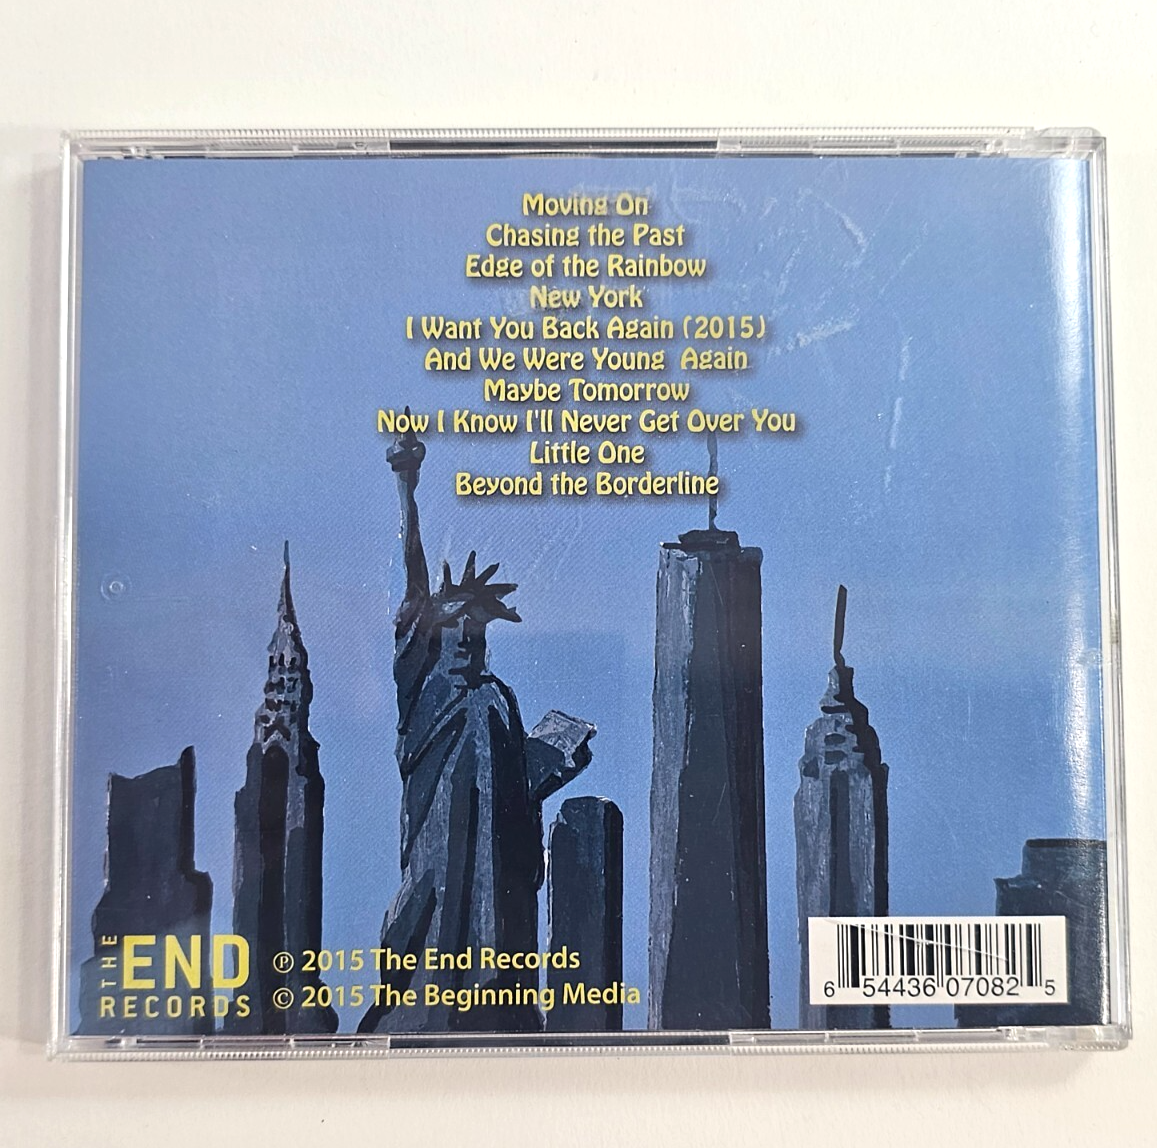 Moving On
Chasing the Past
Edge of the Rainbow
New York
I Want You Back Again (2015)
And We Were Young Again
Maybe Tomorrow
Now I Know I'll Never Get Over You
Little One
Beyond the Borderline
THE END RECORDS
℗ 2015 The End Records
© 2015 The Beginning Media
6 54436 07082 5